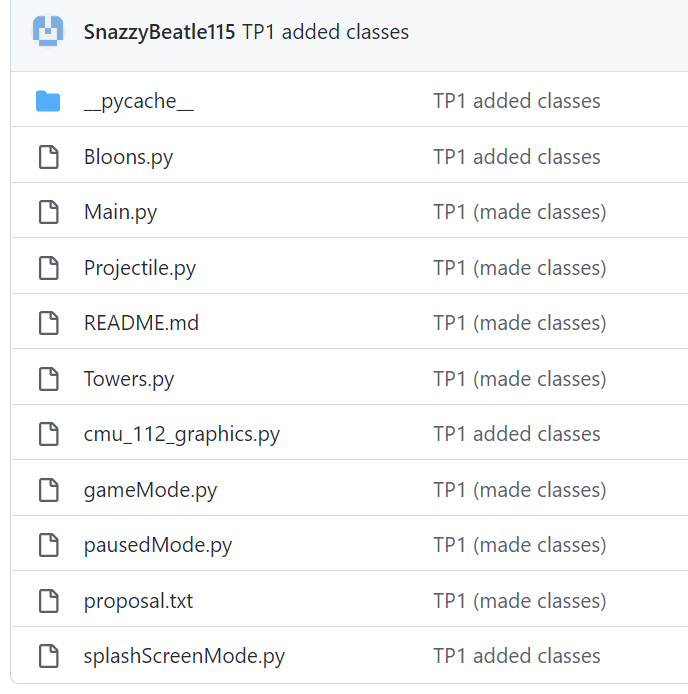 SnazzyBeatle115 TP1 added classes
__pycache__ TP1 added classes
Bloons.py TP1 added classes
Main.py TP1 (made classes)
Projectile.py TP1 (made classes)
README.md TP1 (made classes)
Towers.py TP1 (made classes)
cmu_112_graphics.py TP1 added classes
gameMode.py TP1 (made classes)
pausedMode.py TP1 (made classes)
proposal.txt TP1 (made classes)
splashScreenMode.py TP1 added classes